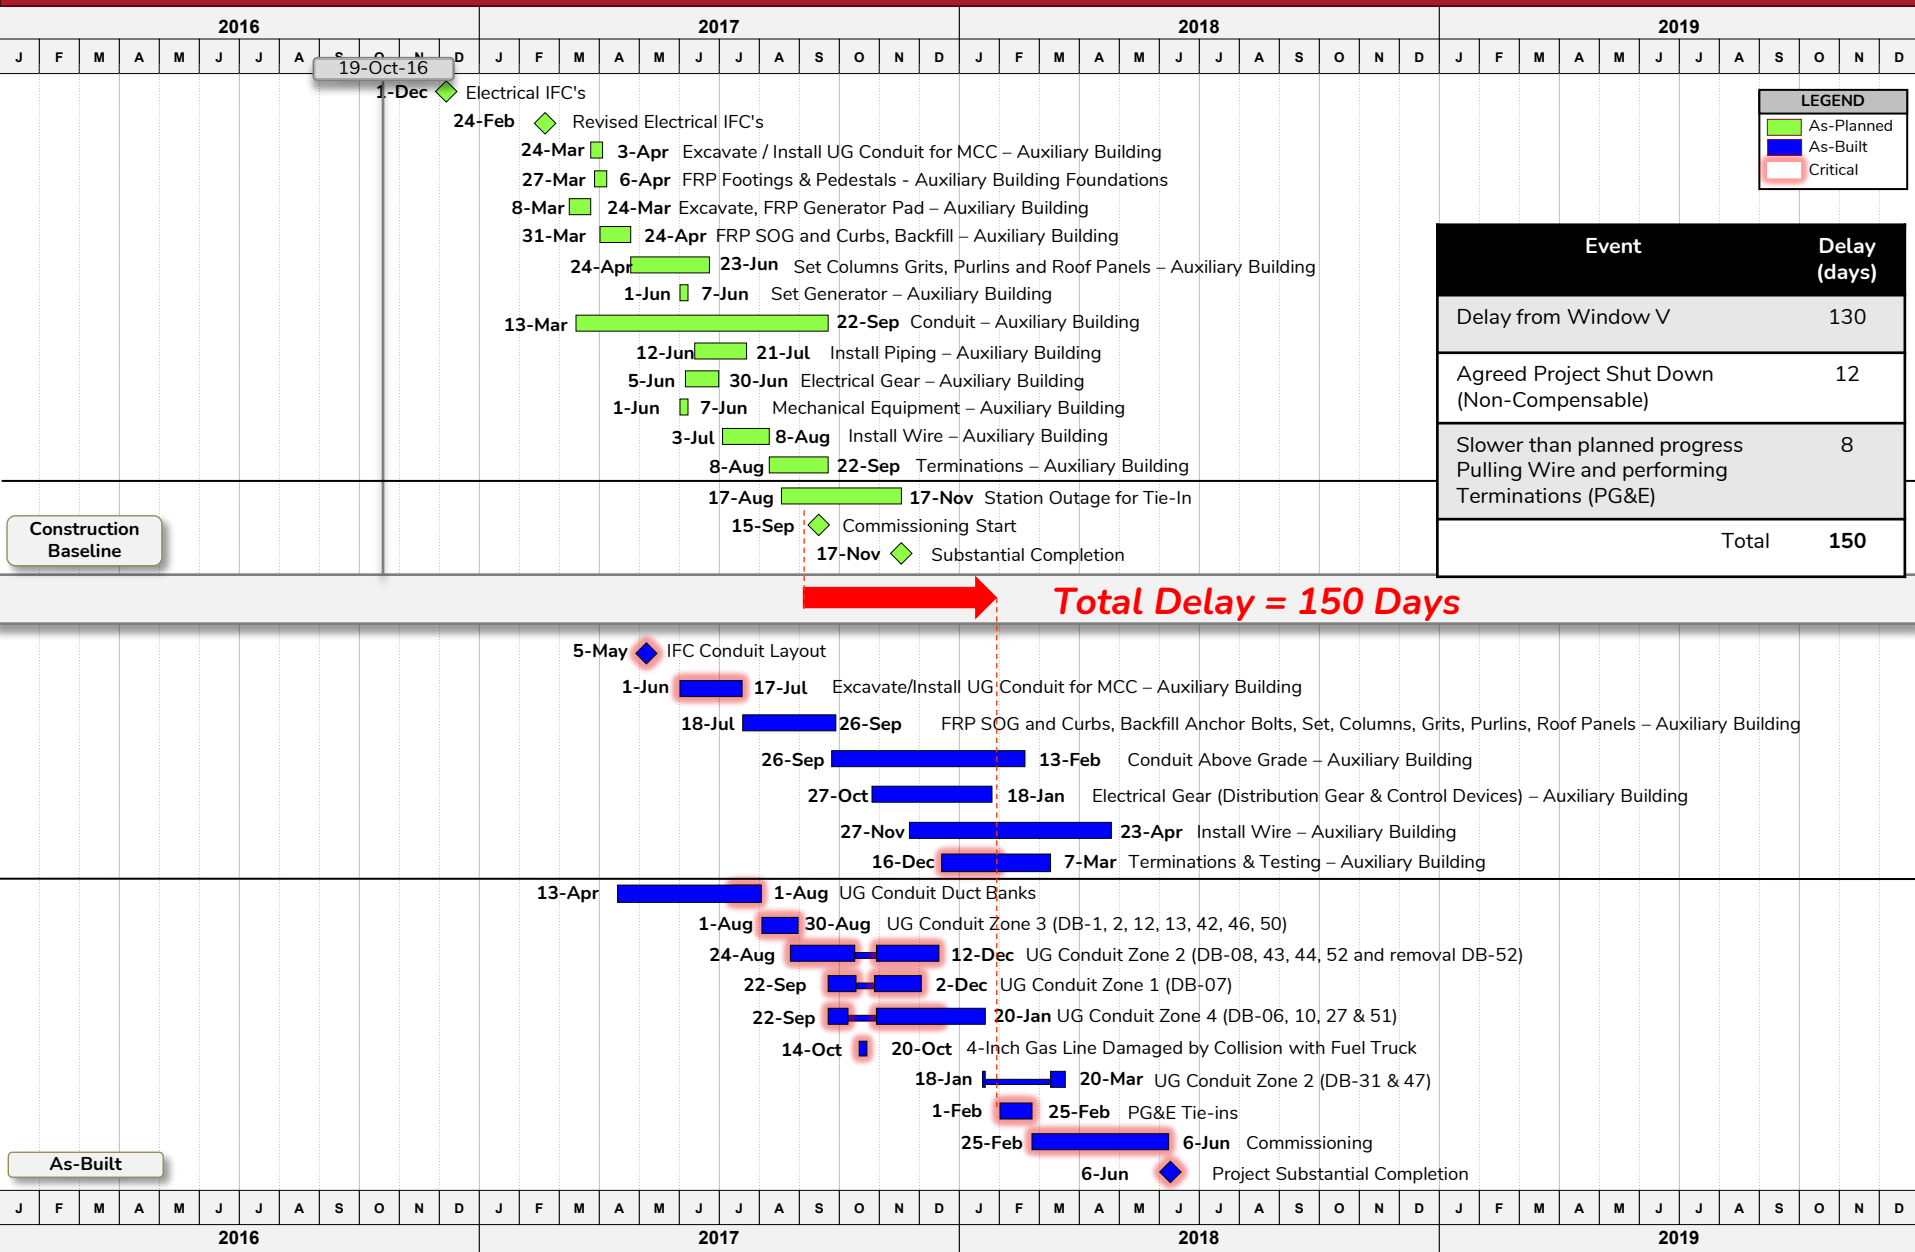 2016 2017 2018 2019
J F M A M J J A S O N D J F M A M J J A S O N D J F M A M J J A S O N D J F M A M J J A S O N D
19-Oct-16
1-Dec Electrical IFC's
24-Feb Revised Electrical IFC's
24-Mar 3-Apr Excavate / Install UG Conduit for MCC – Auxiliary Building
27-Mar 6-Apr FRP Footings & Pedestals - Auxiliary Building Foundations
8-Mar 24-Mar Excavate, FRP Generator Pad – Auxiliary Building
31-Mar 24-Apr FRP SOG and Curbs, Backfill – Auxiliary Building
24-Apr 23-Jun Set Columns Grits, Purlins and Roof Panels – Auxiliary Building
1-Jun 7-Jun Set Generator – Auxiliary Building
13-Mar 22-Sep Conduit – Auxiliary Building
12-Jun 21-Jul Install Piping – Auxiliary Building
5-Jun 30-Jun Electrical Gear – Auxiliary Building
1-Jun 7-Jun Mechanical Equipment – Auxiliary Building
3-Jul 8-Aug Install Wire – Auxiliary Building
8-Aug 22-Sep Terminations – Auxiliary Building
17-Aug 17-Nov Station Outage for Tie-In
15-Sep Commissioning Start
17-Nov Substantial Completion
Construction
Baseline
LEGEND
As-Planned
As-Built
Critical
Event Delay
(days)
Delay from Window V 130
Agreed Project Shut Down 12
(Non-Compensable)
Slower than planned progress 8
Pulling Wire and performing
Terminations (PG&E)
Total 150
Total Delay = 150 Days
5-May IFC Conduit Layout
1-Jun 17-Jul Excavate/Install UG Conduit for MCC – Auxiliary Building
18-Jul 26-Sep FRP SOG and Curbs, Backfill Anchor Bolts, Set, Columns, Grits, Purlins, Roof Panels – Auxiliary Building
26-Sep 13-Feb Conduit Above Grade – Auxiliary Building
27-Oct 18-Jan Electrical Gear (Distribution Gear & Control Devices) – Auxiliary Building
27-Nov 23-Apr Install Wire – Auxiliary Building
16-Dec 7-Mar Terminations & Testing – Auxiliary Building
13-Apr 1-Aug UG Conduit Duct Banks
1-Aug 30-Aug UG Conduit Zone 3 (DB-1, 2, 12, 13, 42, 46, 50)
24-Aug 12-Dec UG Conduit Zone 2 (DB-08, 43, 44, 52 and removal DB-52)
22-Sep 2-Dec UG Conduit Zone 1 (DB-07)
22-Sep 20-Jan UG Conduit Zone 4 (DB-06, 10, 27 & 51)
14-Oct 20-Oct 4-Inch Gas Line Damaged by Collision with Fuel Truck
18-Jan 20-Mar UG Conduit Zone 2 (DB-31 & 47)
1-Feb 25-Feb PG&E Tie-ins
25-Feb 6-Jun Commissioning
6-Jun Project Substantial Completion
As-Built
J F M A M J J A S O N D J F M A M J J A S O N D J F M A M J J A S O N D J F M A M J J A S O N D
2016 2017 2018 2019